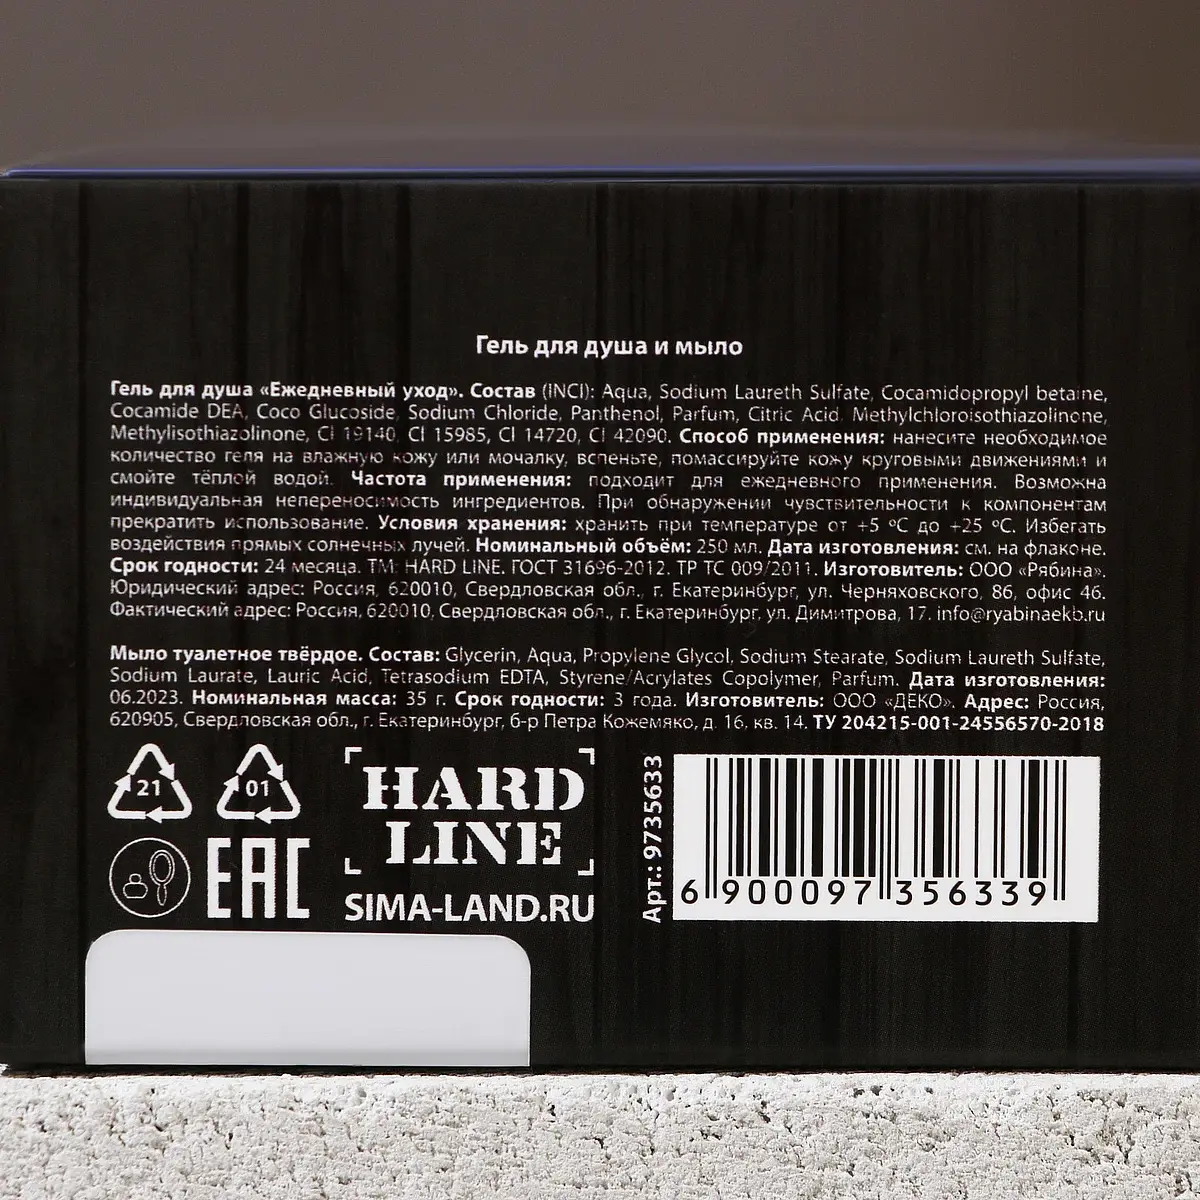 Гель для душа и мыло
Гель для душа «Ежедневный уход». Состав (INCI): Aqua, Sodium Laureth Sulfate, Cocamidopropyl betaine,
Cocamide DEA, Coco Glucoside, Sodium Chloride, Panthenol, Parfum, Citric Acid, Methylchloroisothiazolinone,
Methylisothiazolinone, CI 19140, CI 15985, CI 14720, CI 42090. Способ применения: нанесите необходимое
количество геля на влажную кожу или мочалку, вспеньте, помассируйте кожу круговыми движениями и
смойте тёплой водой. Частота применения: подходит для ежедневного применения. Возможна
индивидуальная непереносимость ингредиентов. При обнаружении чувствительности к компонентам
прекратить использование. Условия хранения: хранить при температуре от +5 ºC до +25 ºC. Избегать
воздействия прямых солнечных лучей. Номинальный объём: 250 мл. Дата изготовления: см. на флаконе.
Срок годности: 24 месяца. ТМ: HARD LINE. ГОСТ 31696-2012. ТР ТС 009/2011. Изготовитель: ООО «Рябина».
Юридический адрес: Россия, 620010, Свердловская обл., г. Екатеринбург, ул. Черняховского, 86, офис 46.
Фактический адрес: Россия, 620010, Свердловская обл., г. Екатеринбург, ул. Димитрова, 17. info@ryabinaekb.ru
Мыло туалетное твёрдое. Состав: Glycerin, Aqua, Propylene Glycol, Sodium Stearate, Sodium Laureth Sulfate,
Sodium Laurate, Lauric Acid, Tetrasodium EDTA, Styrene/Acrylates Copolymer, Parfum. Дата изготовления:
06.2023. Номинальная масса: 35 г. Срок годности: 3 года. Изготовитель: ООО «ДЕКО». Адрес: Россия,
620905, Свердловская обл., г. Екатеринбург, б-р Петра Кожемяко, д. 16, кв. 14. ТУ 204215-001-24556570-2018
21 01
EAC
HARD
LINE
SIMA-LAND.RU
Арт.: 9735633
6 900097 356339